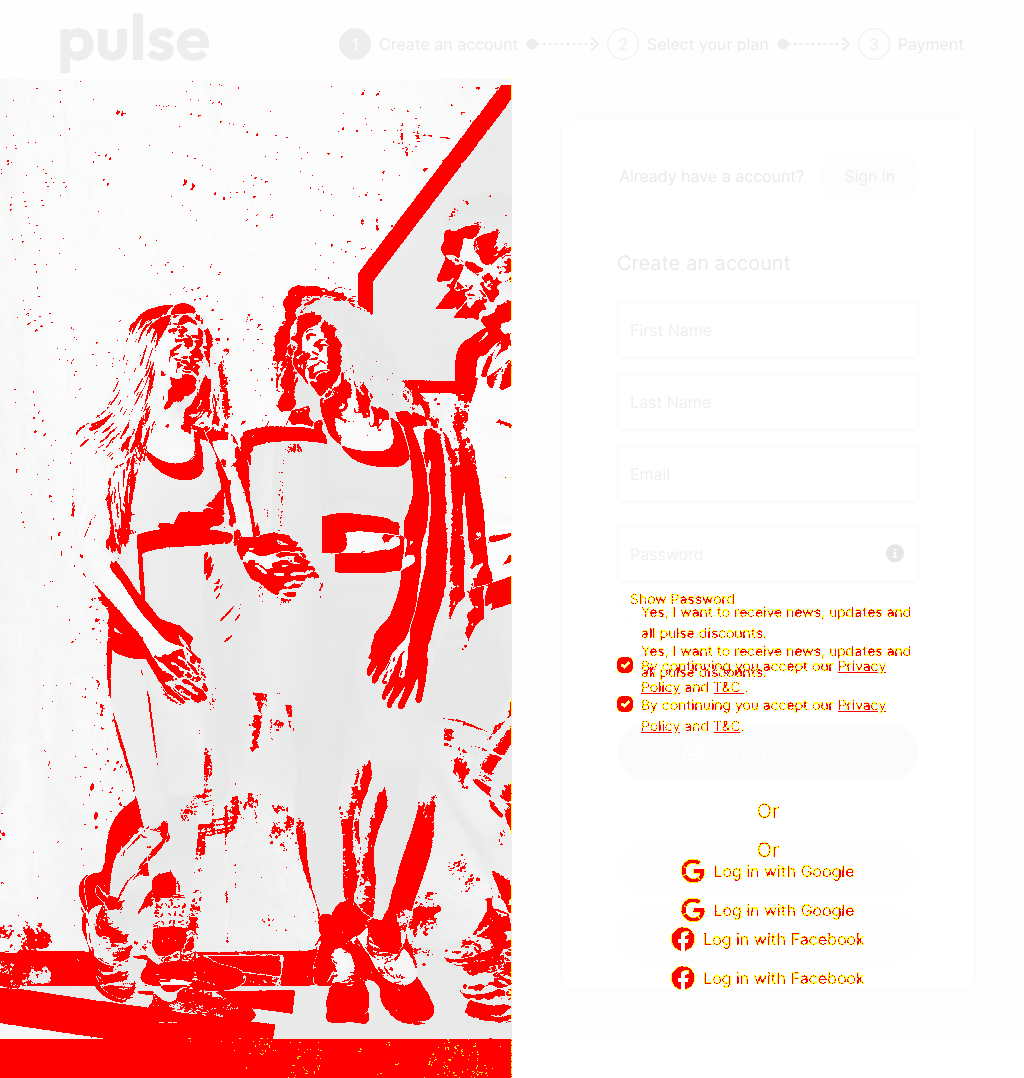 pulse
1 Create an account 2 Select your plan 3 Payment
Already have a account? Sign in
Create an account
First Name
Last Name
Email
Password
Show Password
Yes, I want to receive news, updates and
all pulse discounts.
Yes, I want to receive news, updates and
By continuing you accept our Privacy
all pulse discounts.
Policy and T&C.
By continuing you accept our Privacy
Policy and T&C.
Sign Up with email
Or
Or
Log in with Google
Log in with Google
Log in with Facebook
Log in with Facebook